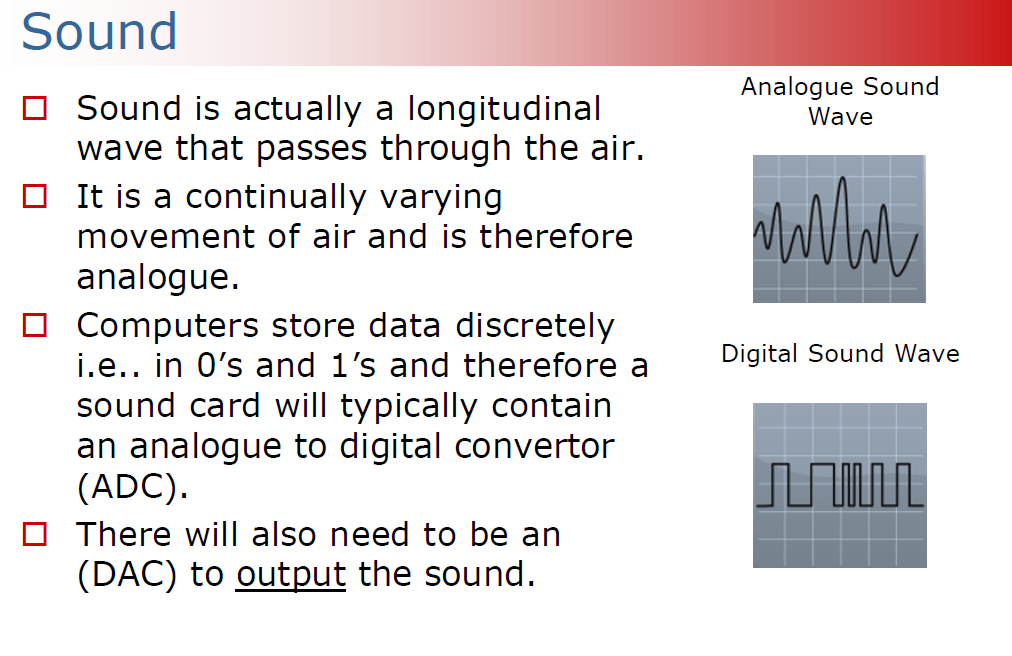 Sound
Sound is actually a longitudinal
wave that passes through the air.
It is a continually varying
movement of air and is therefore
analogue.
Computers store data discretely
i.e.. in 0’s and 1’s and therefore a
sound card will typically contain
an analogue to digital convertor
(ADC).
There will also need to be an
(DAC) to output the sound.
Analogue Sound
Wave
Digital Sound Wave